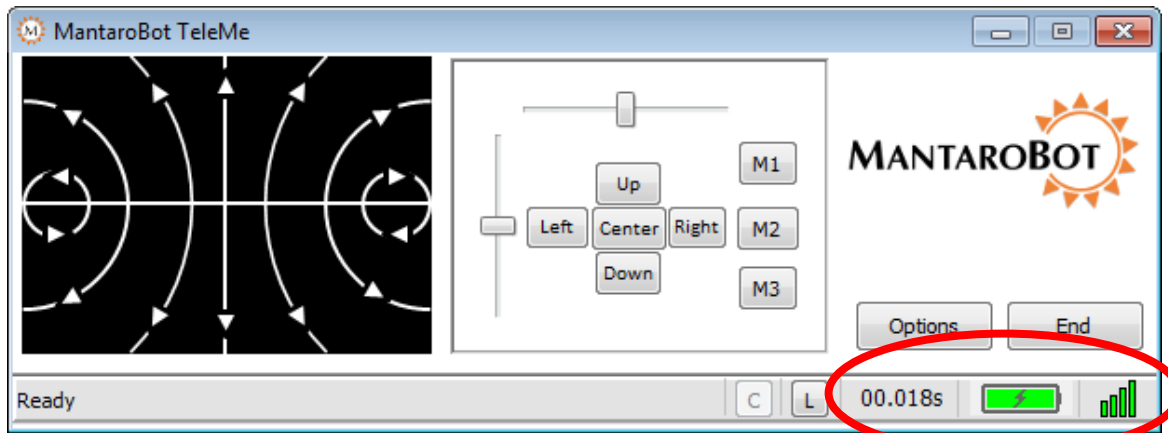 MantaroBot TeleMe
M1
Up
Left Center Right M2
Down
M3
MANTAROBOT
Options End
Ready C L 00.018s